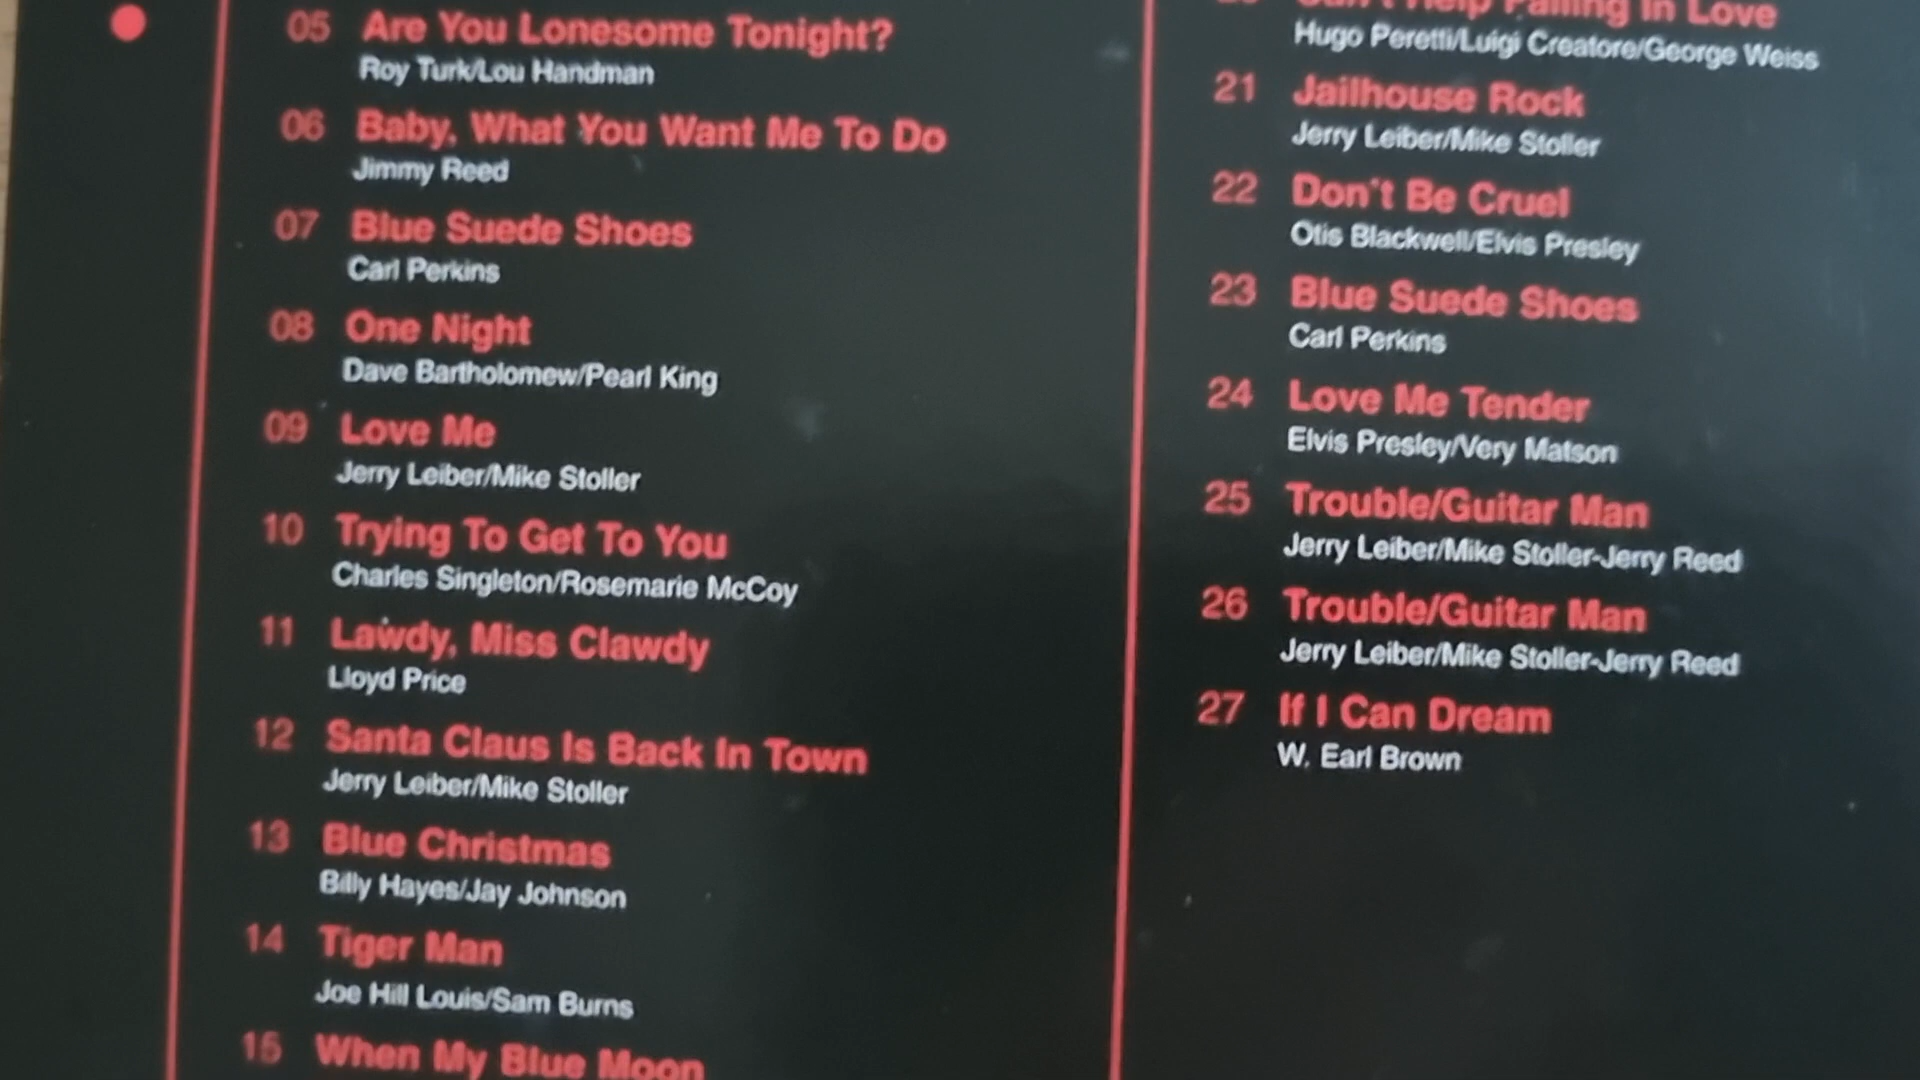 05 Are You Lonesome Tonight?
Roy Turk/Lou Handman
06 Baby, What You Want Me To Do
Jimmy Reed
07 Blue Suede Shoes
Carl Perkins
08 One Night
Dave Bartholomew/Pearl King
09 Love Me
Jerry Leiber/Mike Stoller
10 Trying To Get To You
Charles Singleton/Rosemarie McCoy
11 Lawdy, Miss Clawdy
Lloyd Price
12 Santa Claus Is Back In Town
Jerry Leiber/Mike Stoller
13 Blue Christmas
Billy Hayes/Jay Johnson
14 Tiger Man
Joe Hill Louis/Sam Burns
15 When My Blue Moon
Can't Help Falling In Love
Hugo Peretti/Luigi Creatore/George Weiss
21 Jailhouse Rock
Jerry Leiber/Mike Stoller
22 Don't Be Cruel
Otis Blackwell/Elvis Presley
23 Blue Suede Shoes
Carl Perkins
24 Love Me Tender
Elvis Presley/Very Matson
25 Trouble/Guitar Man
Jerry Leiber/Mike Stoller-Jerry Reed
26 Trouble/Guitar Man
Jerry Leiber/Mike Stoller-Jerry Reed
27 If I Can Dream
W. Earl Brown